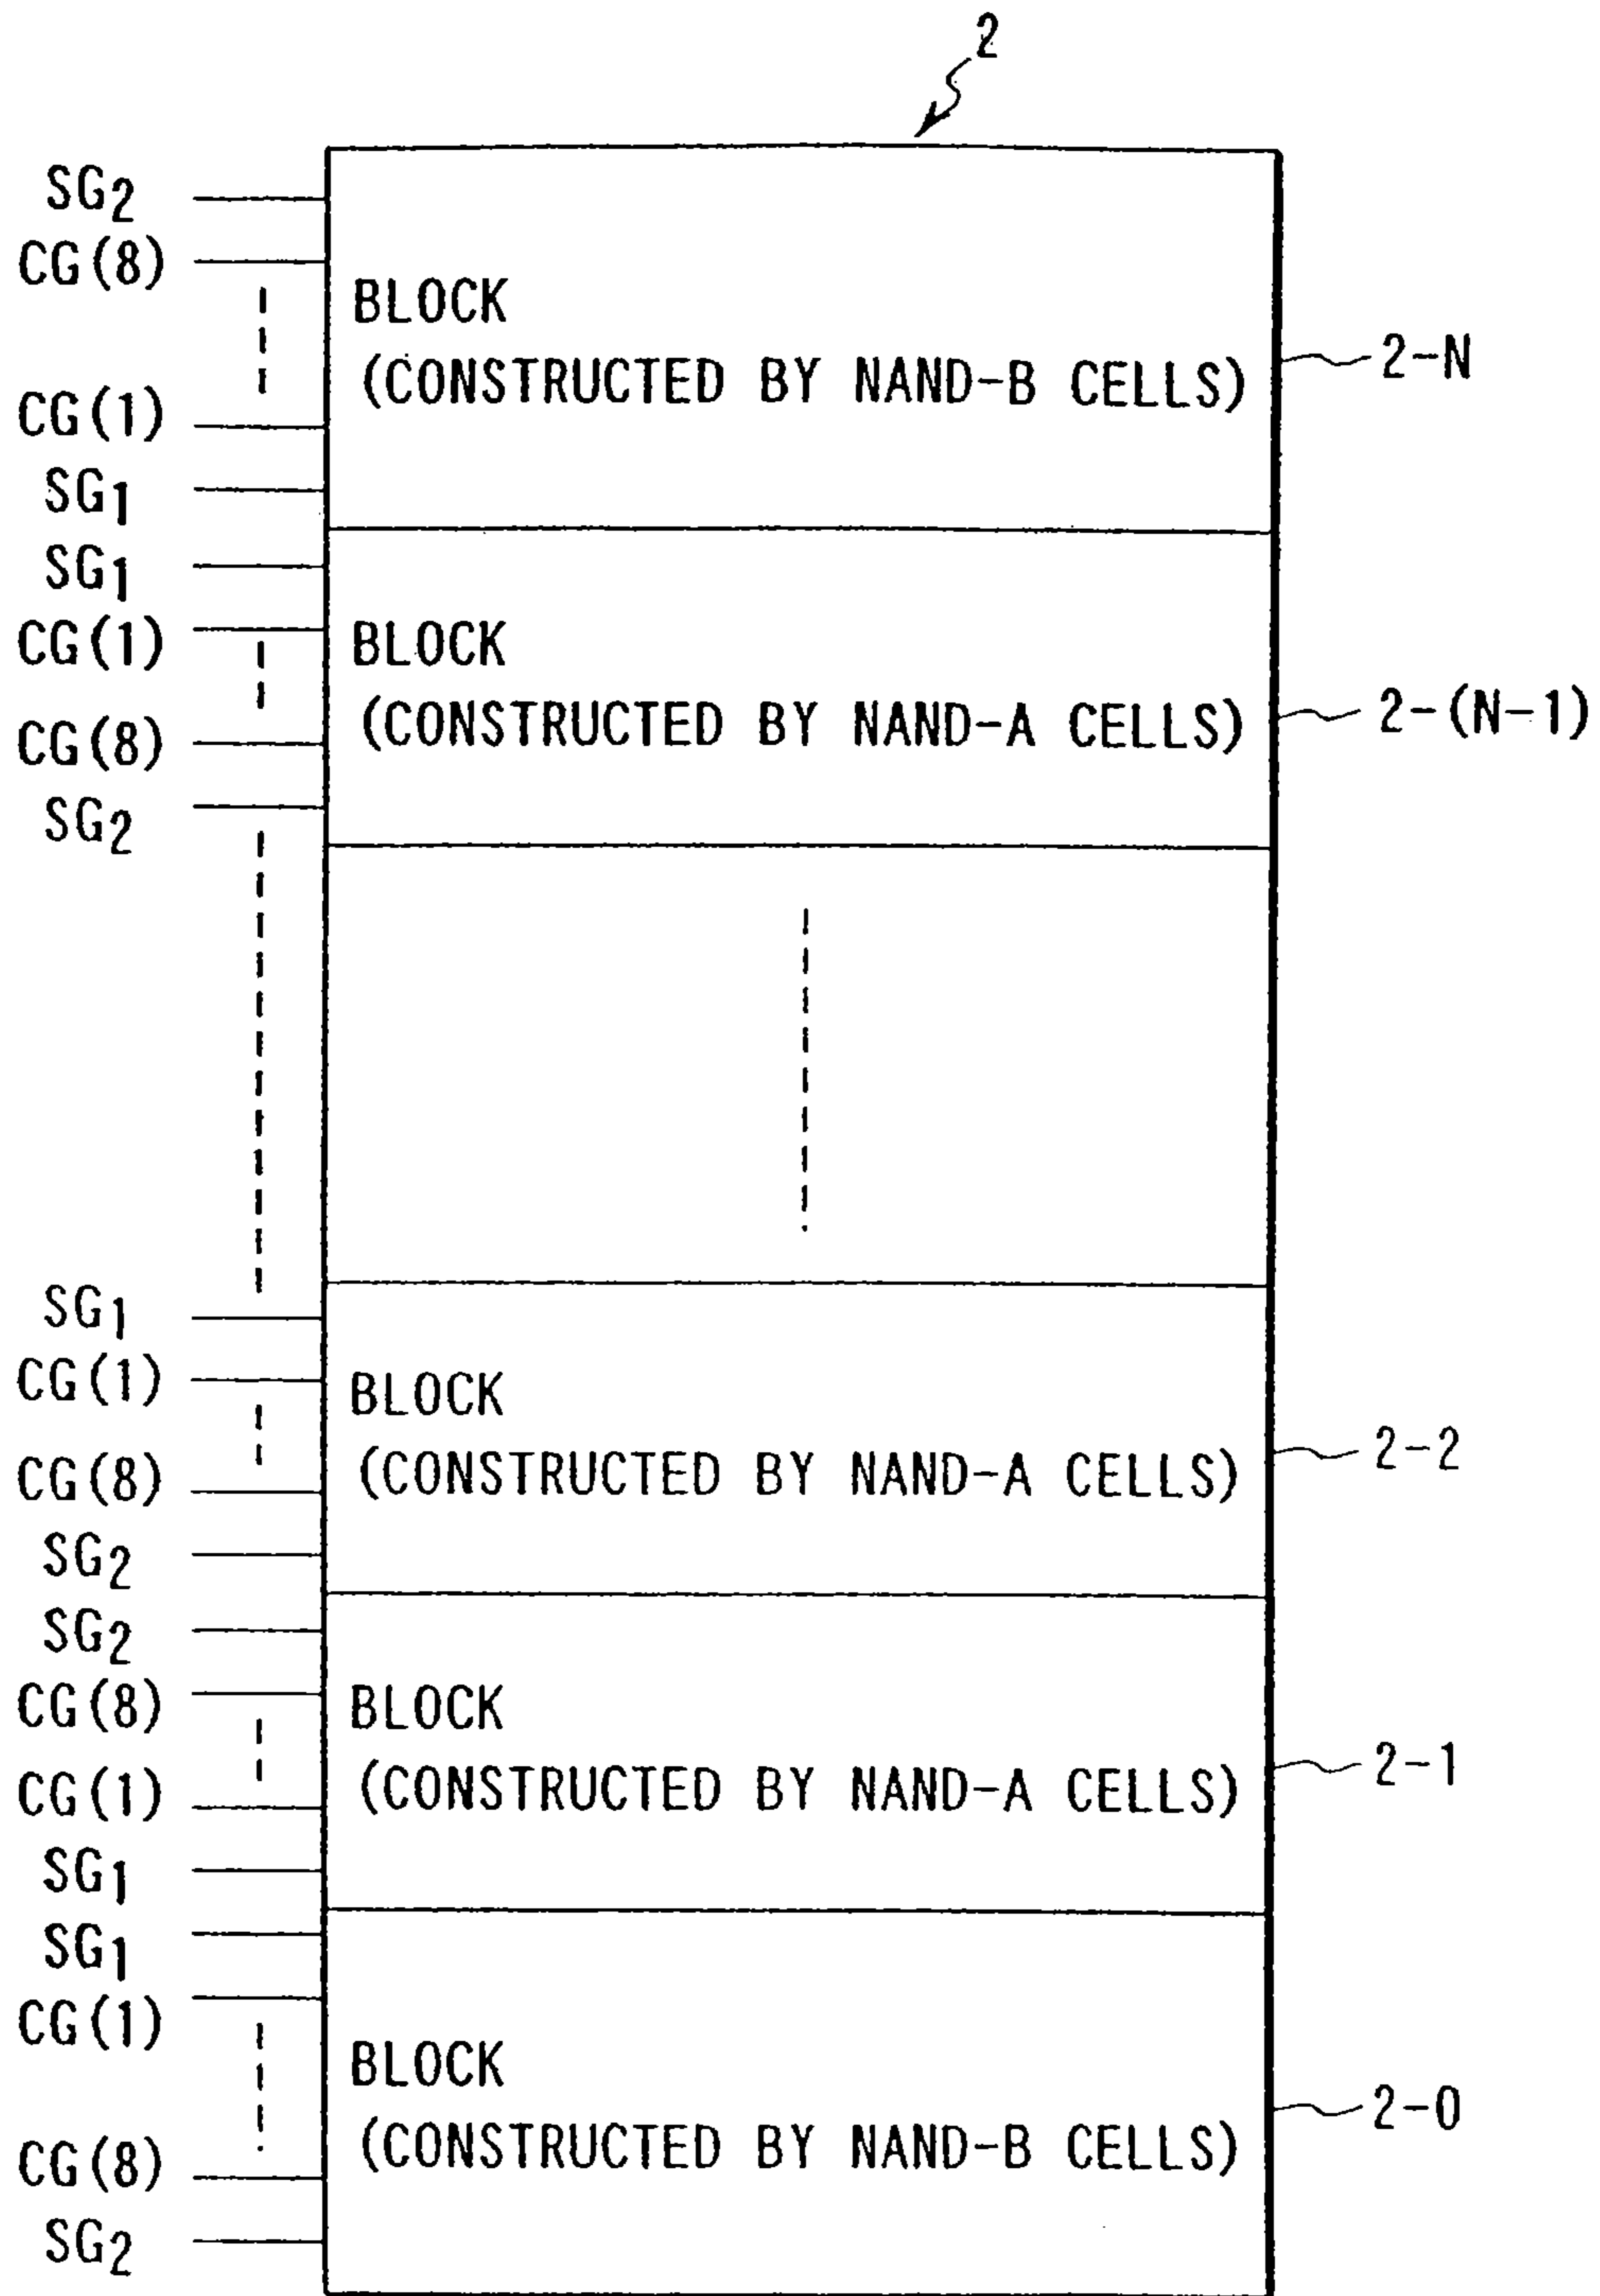 2
SG2
CG(8)
CG(1)
SG1
BLOCK
(CONSTRUCTED BY NAND-B CELLS)
2-N
SG1
CG(1)
CG(8)
SG2
BLOCK
(CONSTRUCTED BY NAND-A CELLS)
2-(N-1)
SG1
CG(1)
CG(8)
SG2
BLOCK
(CONSTRUCTED BY NAND-A CELLS)
2-2
SG2
CG(8)
CG(1)
SG1
BLOCK
(CONSTRUCTED BY NAND-A CELLS)
2-1
SG1
CG(1)
CG(8)
SG2
BLOCK
(CONSTRUCTED BY NAND-B CELLS)
2-0